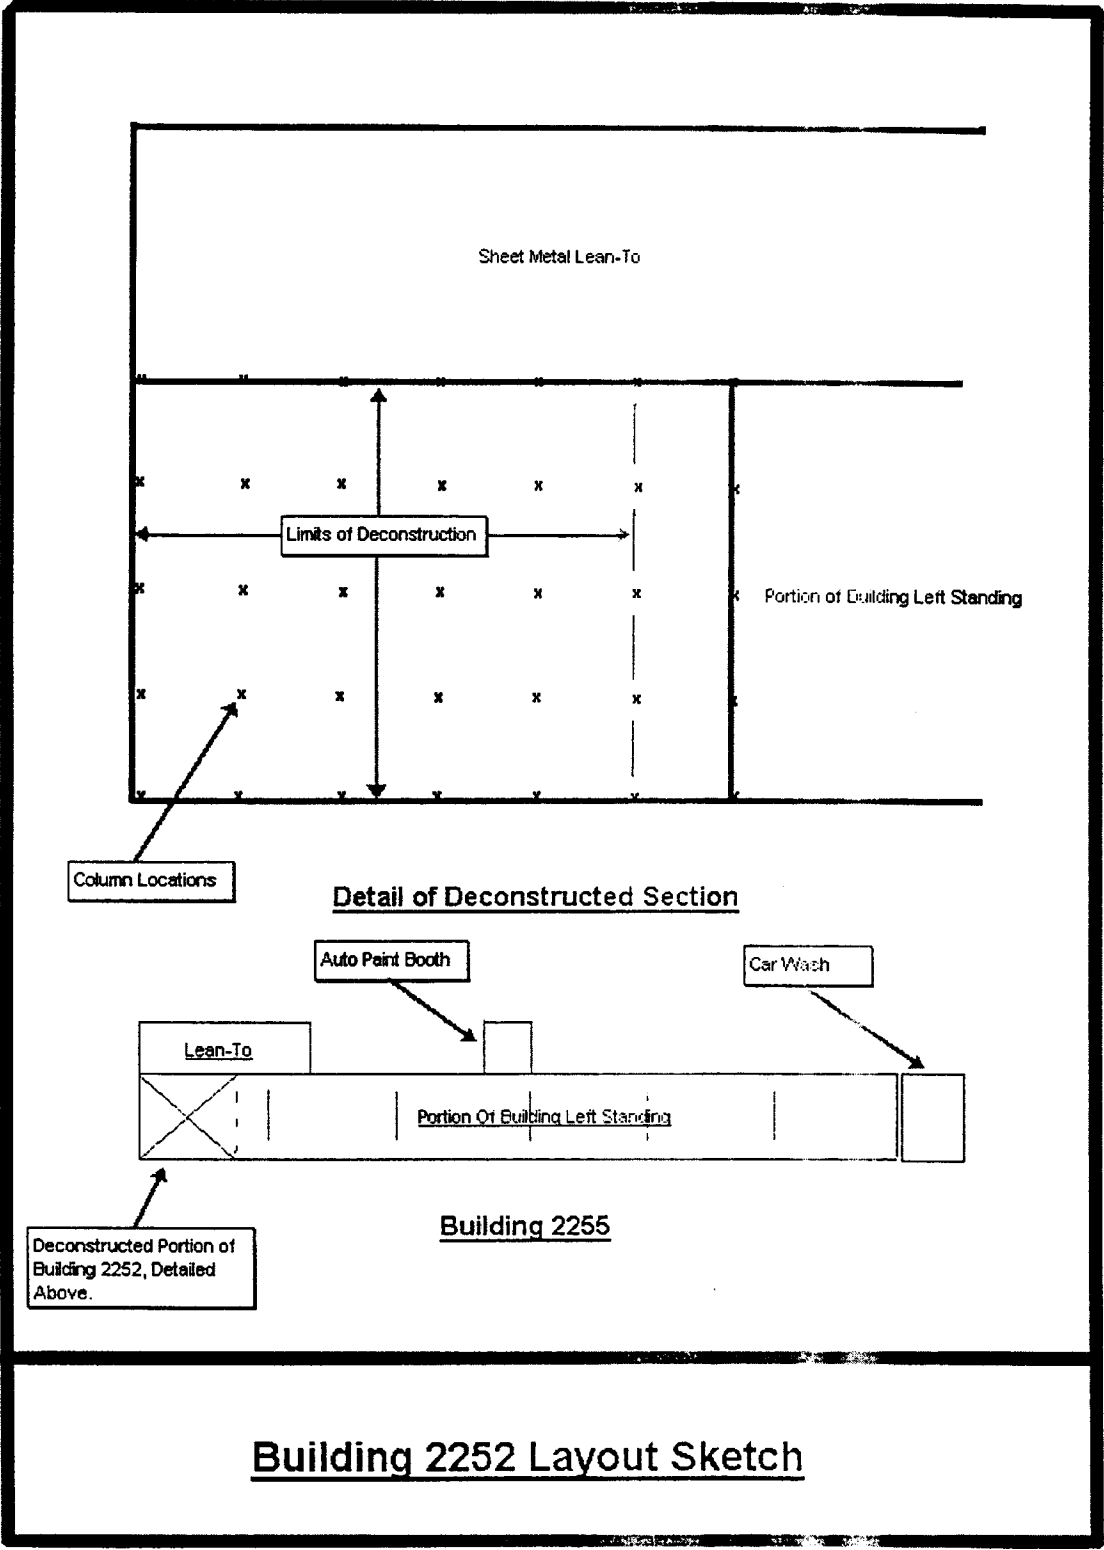 Sheet Metal Lean-To
Limits of Deconstruction
Portion of Building Left Standing
Column Locations
Detail of Deconstructed Section
Auto Paint Booth
Car Wash
Lean-To
Portion Of Building Left Standing
Building 2255
Deconstructed Portion of
Building 2252, Detailed
Above.
Building 2252 Layout Sketch